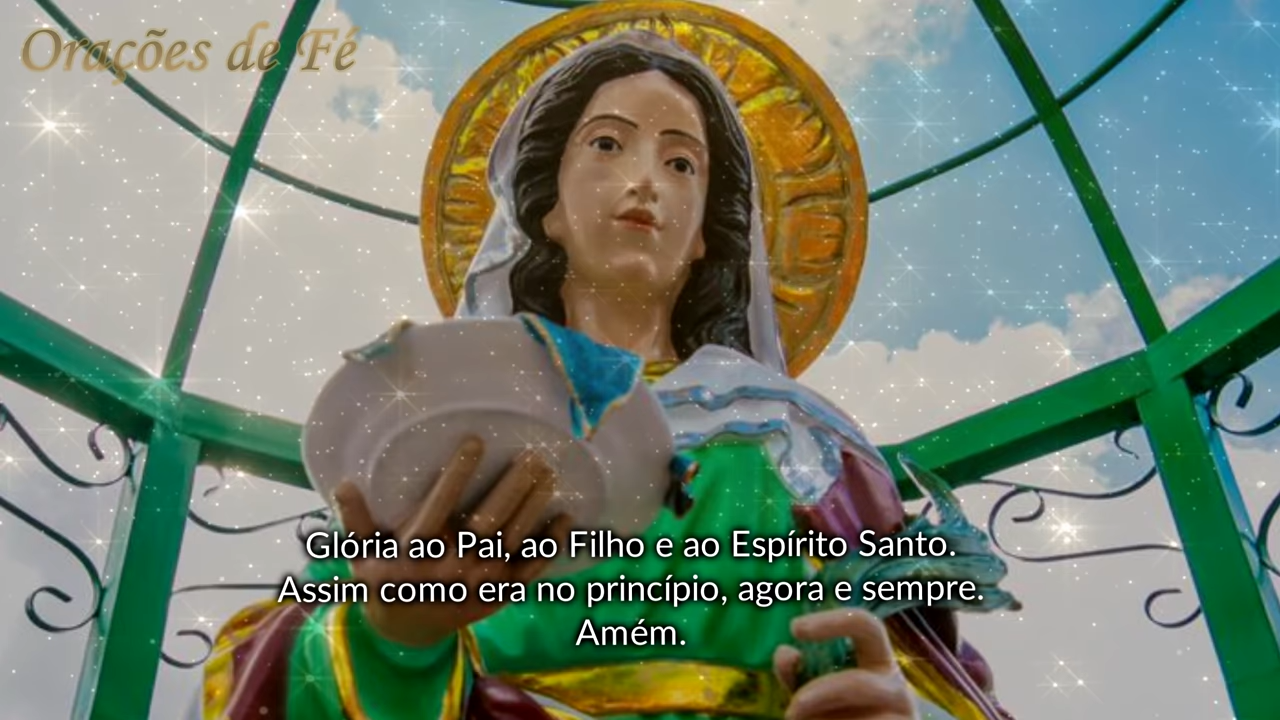 Orações de Fé
Glória ao Pai, ao Filho e ao Espírito Santo.
Assim como era no princípio, agora e sempre.
Amém.